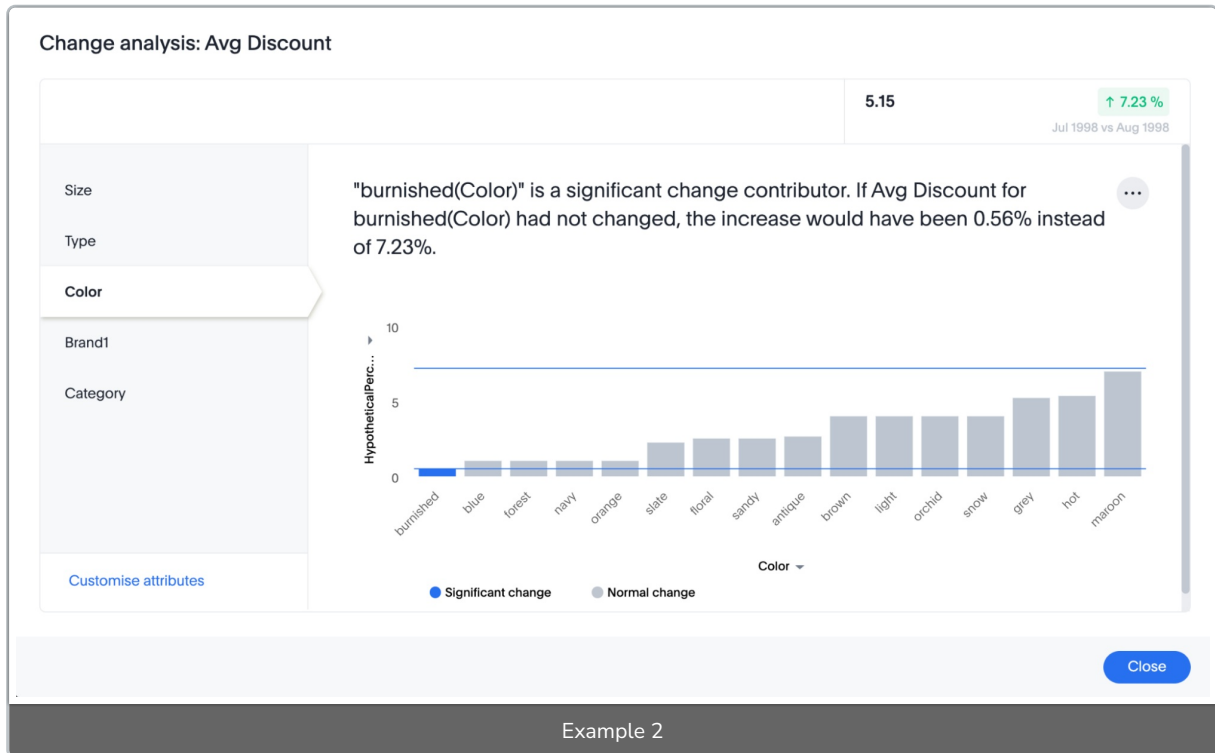 Change analysis: Avg Discount
5.15
↑ 7.23 %
Jul 1998 vs Aug 1998
Size
Type
Color
Brand1
Category
Customise attributes
"burnished(Color)" is a significant change contributor. If Avg Discount for
burnished(Color) had not changed, the increase would have been 0.56% instead
of 7.23%.
HypotheticalPerc...
10
5
0
burnished
blue
forest
navy
orange
slate
floral
sandy
antique
brown
light
orchid
snow
grey
hot
maroon
Color
Significant change
Normal change
Close
Example 2